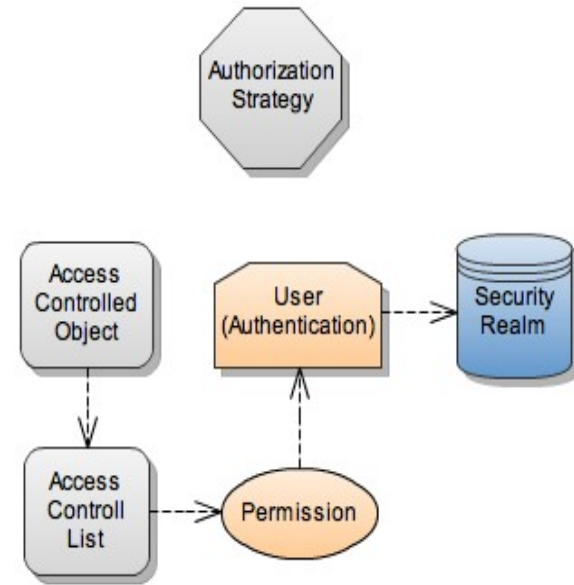 Authorization
Strategy
Access
Controlled
Object
User
(Authentication)
Security
Realm
Access
Controll
List
Permission